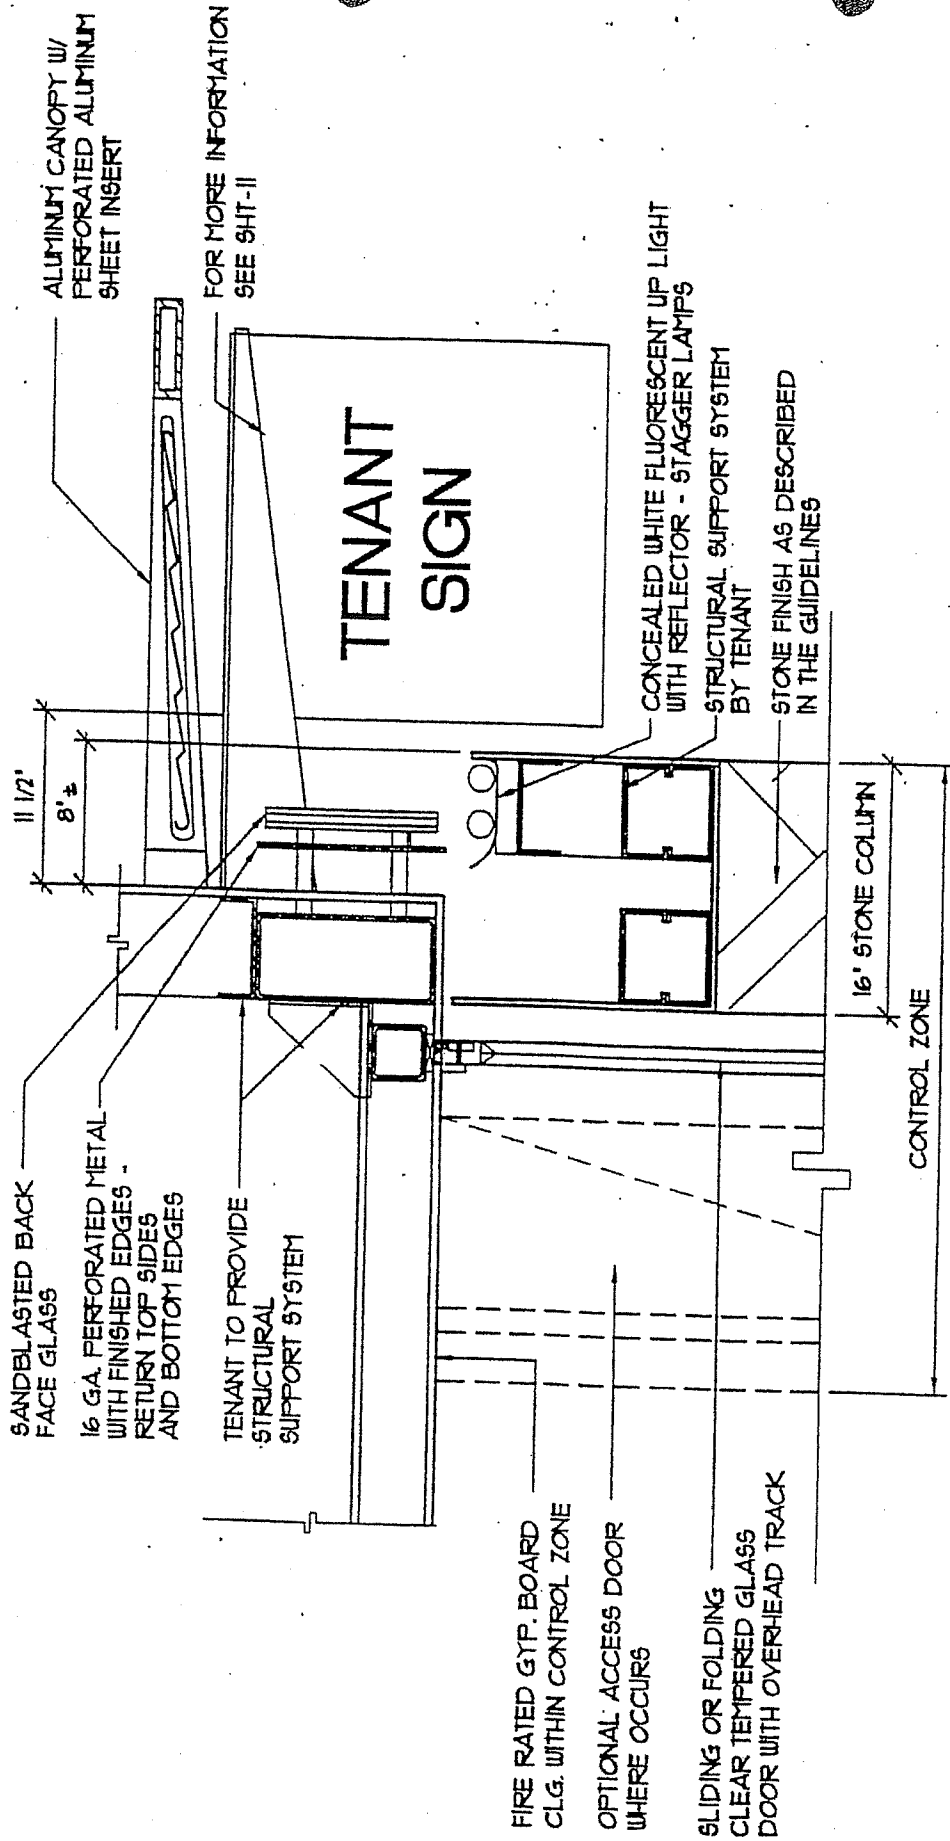 ALUMINUM CANOPY W/
PERFORATED ALUMINUM
SHEET INSERT
FOR MORE INFORMATION
SEE SHT-11
11 1/2"
8"±
TENANT
SIGN
SANDBLASTED BACK
FACE GLASS
16 GA. PERFORATED METAL
WITH FINISHED EDGES -
RETURN TOP SIDES
AND BOTTOM EDGES
TENANT TO PROVIDE
STRUCTURAL
SUPPORT SYSTEM
CONCEALED WHITE FLUORESCENT UP LIGHT
WITH REFLECTOR - STAGGER LAMPS
STRUCTURAL SUPPORT SYSTEM
BY TENANT
STONE FINISH AS DESCRIBED
IN THE GUIDELINES
FIRE RATED GYP. BOARD
CLG. WITHIN CONTROL ZONE
OPTIONAL ACCESS DOOR
WHERE OCCURS
SLIDING OR FOLDING
CLEAR TEMPERED GLASS
DOOR WITH OVERHEAD TRACK
16" STONE COLUMN
CONTROL ZONE